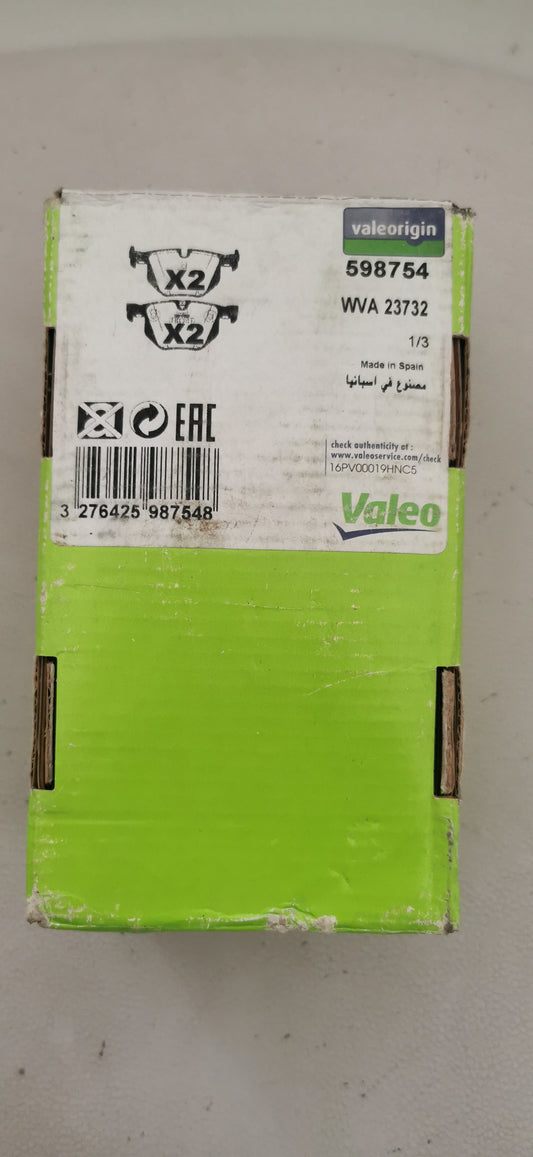 valeorigin
598754
X2
X2
WVA 23732
1/3
Made in Spain
مصنوع في اسبانيا
EAC
check authenticity at :
www.valeoservice.com/check
16PV00019HNC5
3 276425 987548
Valeo